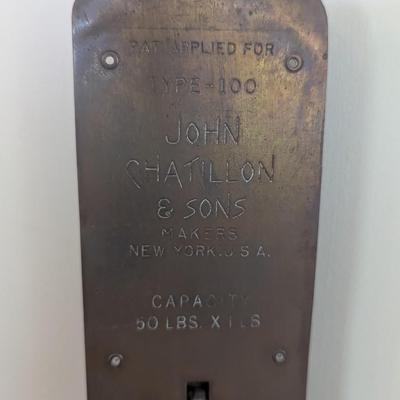 PAT. APPLIED FOR
TYPE-100
JOHN
CHATILLON
& SONS
MAKERS
NEW YORK. U.S.A.
CAPACITY
50 LBS. X 1 LB